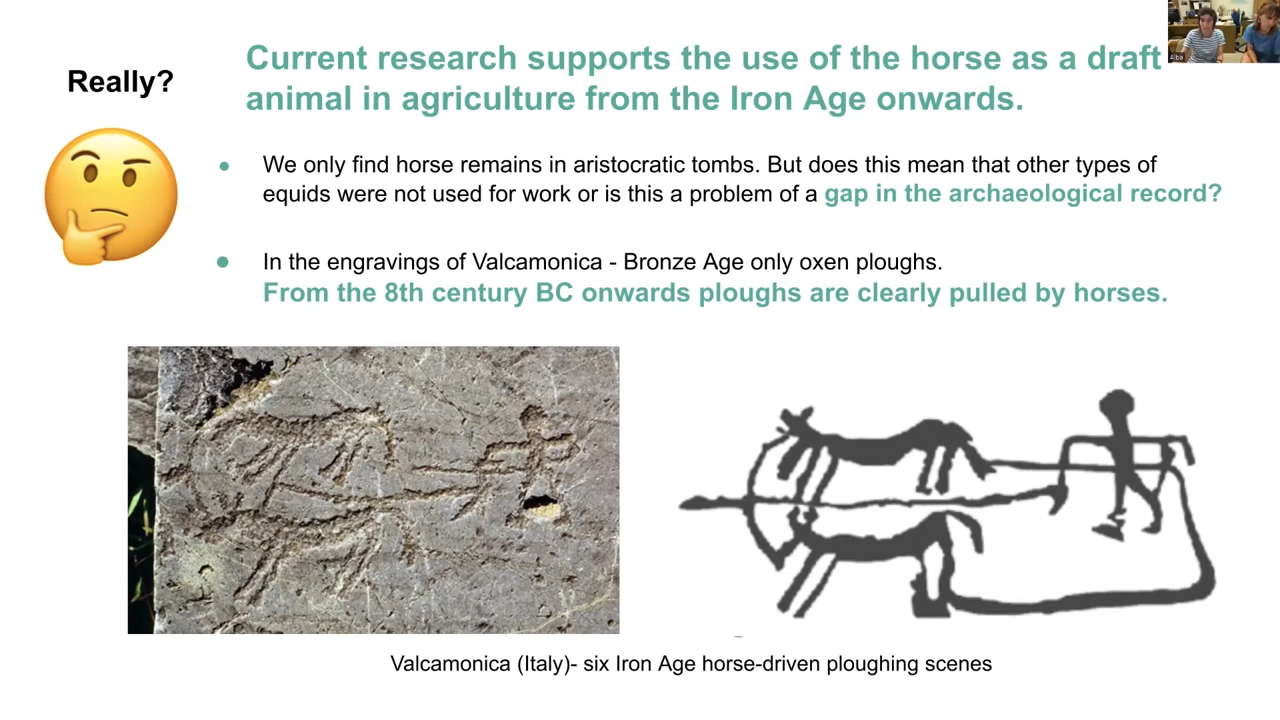 Really?
Current research supports the use of the horse as a draft
animal in agriculture from the Iron Age onwards.
● We only find horse remains in aristocratic tombs. But does this mean that other types of
equids were not used for work or is this a problem of a gap in the archaeological record?
● In the engravings of Valcamonica - Bronze Age only oxen ploughs.
From the 8th century BC onwards ploughs are clearly pulled by horses.
Valcamonica (Italy)- six Iron Age horse-driven ploughing scenes
Alba